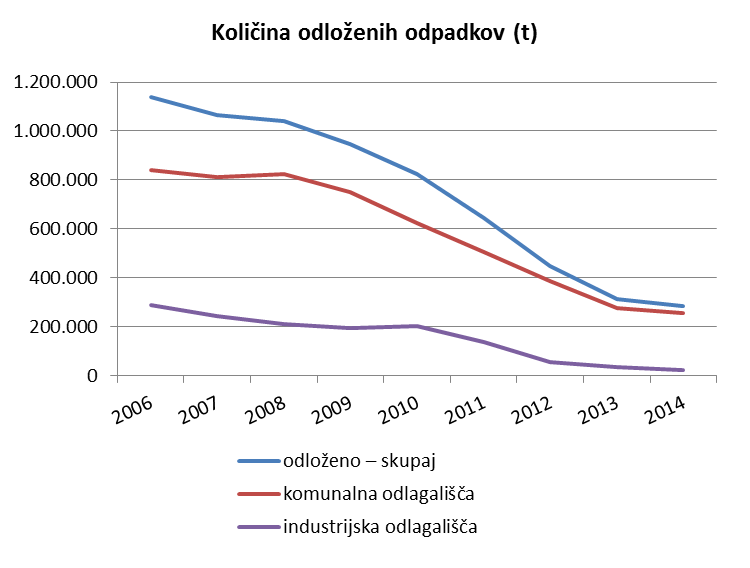 Količina odloženih odpadkov (t)
1.200.000
1.000.000
800.000
600.000
400.000
200.000
0
2006 2007 2008 2009 2010 2011 2012 2013 2014
odloženo – skupaj
komunalna odlagališča
industrijska odlagališča